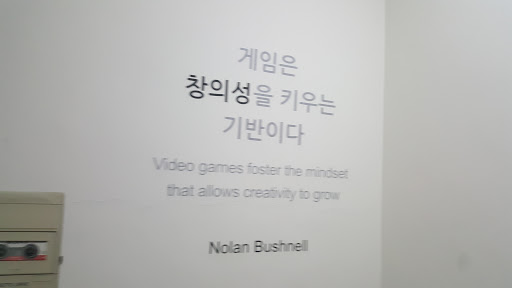 게임은
창의성을 키우는
기반이다
Video games foster the mindset
that allows creativity to grow
Nolan Bushnell